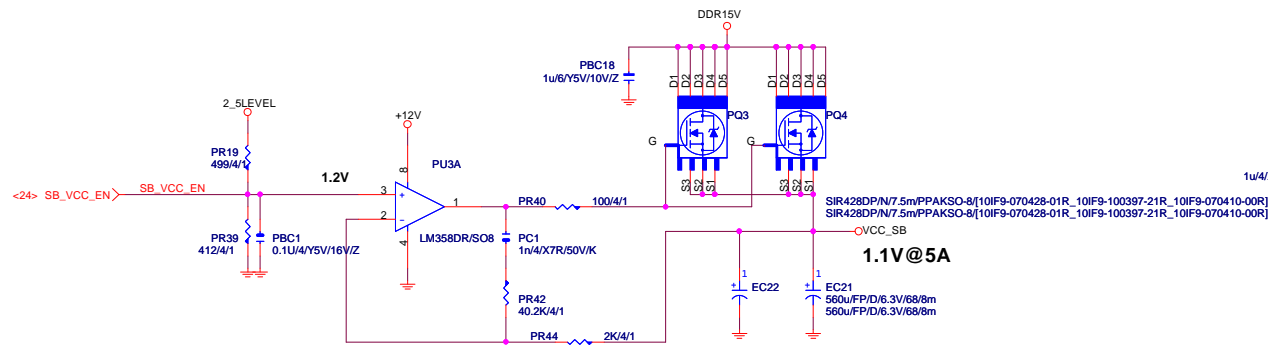 DDR15V
PBC18
1u/6/Y5V/10V/Z
D1
D2
D3
D4
D5
D1
D2
D3
D4
D5
2_5LEVEL
+12V
PQ3
PQ4
G
G
PR19
499/4/1
8
PU3A
<24> SB_VCC_EN
SB_VCC_EN
1.2V
3
+
1
2
-
4
LM358DR/SO8
S3
S2
S1
S3
S2
S1
1u/4/
PR40
100/4/1
SIR428DP/N/7.5m/PPAKSO-8/[10IF9-070428-01R_10IF9-100397-21R_10IF9-070410-00R]
SIR428DP/N/7.5m/PPAKSO-8/[10IF9-070428-01R_10IF9-100397-21R_10IF9-070410-00R]
PR39
412/4/1
PBC1
0.1U/4/Y5V/16V/Z
PC1
1n/4/X7R/50V/K
VCC_SB
1.1V@5A
1
+
EC22
1
+
EC21
560u/FP/D/6.3V/68/8m
560u/FP/D/6.3V/68/8m
PR42
40.2K/4/1
PR44
2K/4/1